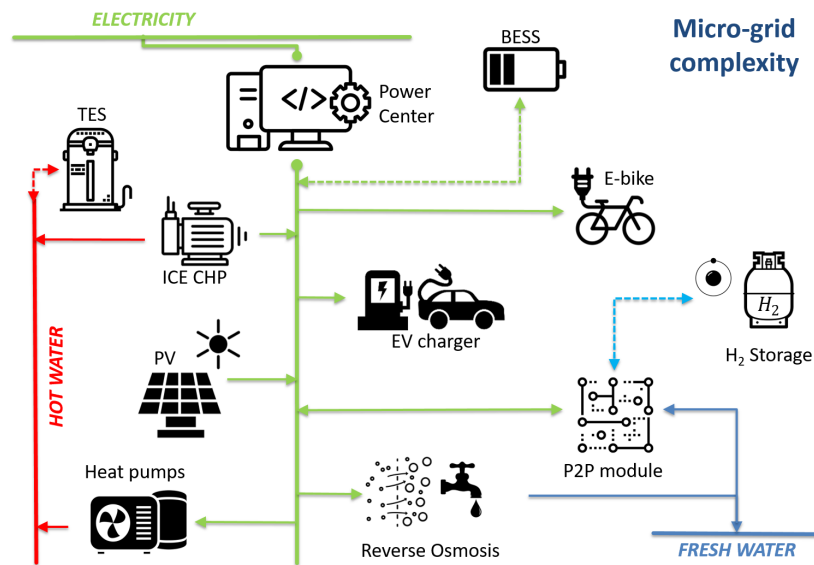 ELECTRICITY
Micro-grid
complexity
BESS
Power
Center
</>
TES
E-bike
ICE CHP
H₂
EV charger
H₂ Storage
PV
HOT WATER
P2P module
Heat pumps
Reverse Osmosis
FRESH WATER